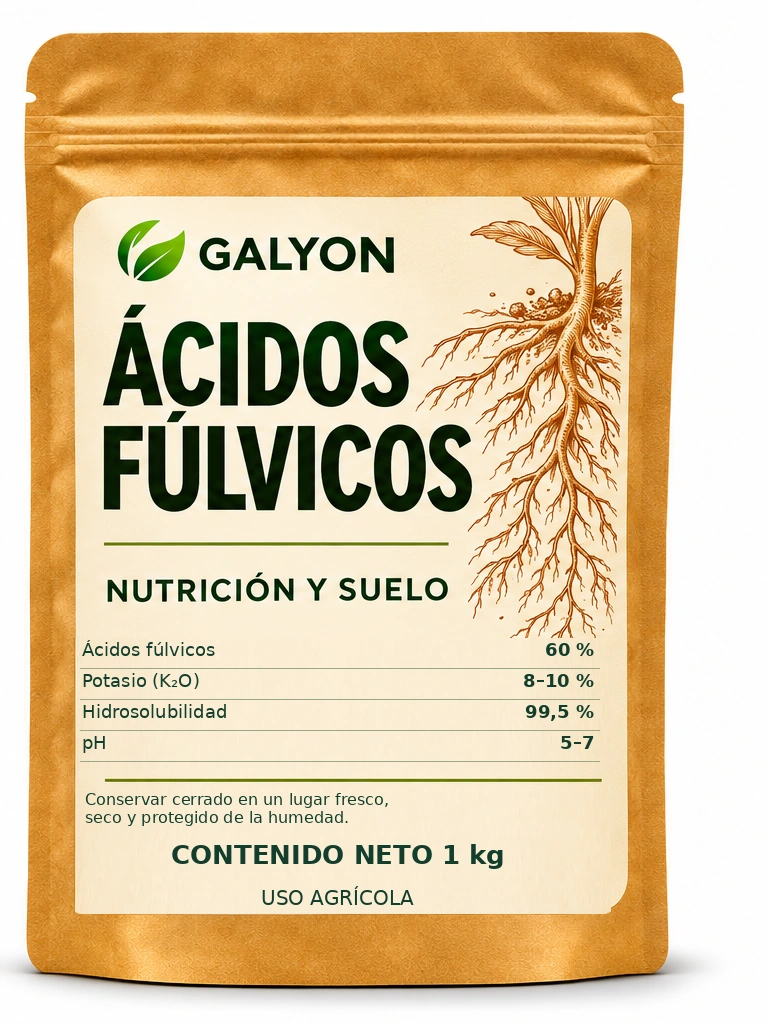 GALYON
ÁCIDOS
FÚLVICOS
NUTRICIÓN Y SUELO
Ácidos fúlvicos 60 %
Potasio (K₂O) 8–10 %
Hidrosolubilidad 99,5 %
pH 5–7
Conservar cerrado en un lugar fresco,
seco y protegido de la humedad.
CONTENIDO NETO 1 kg
USO AGRÍCOLA